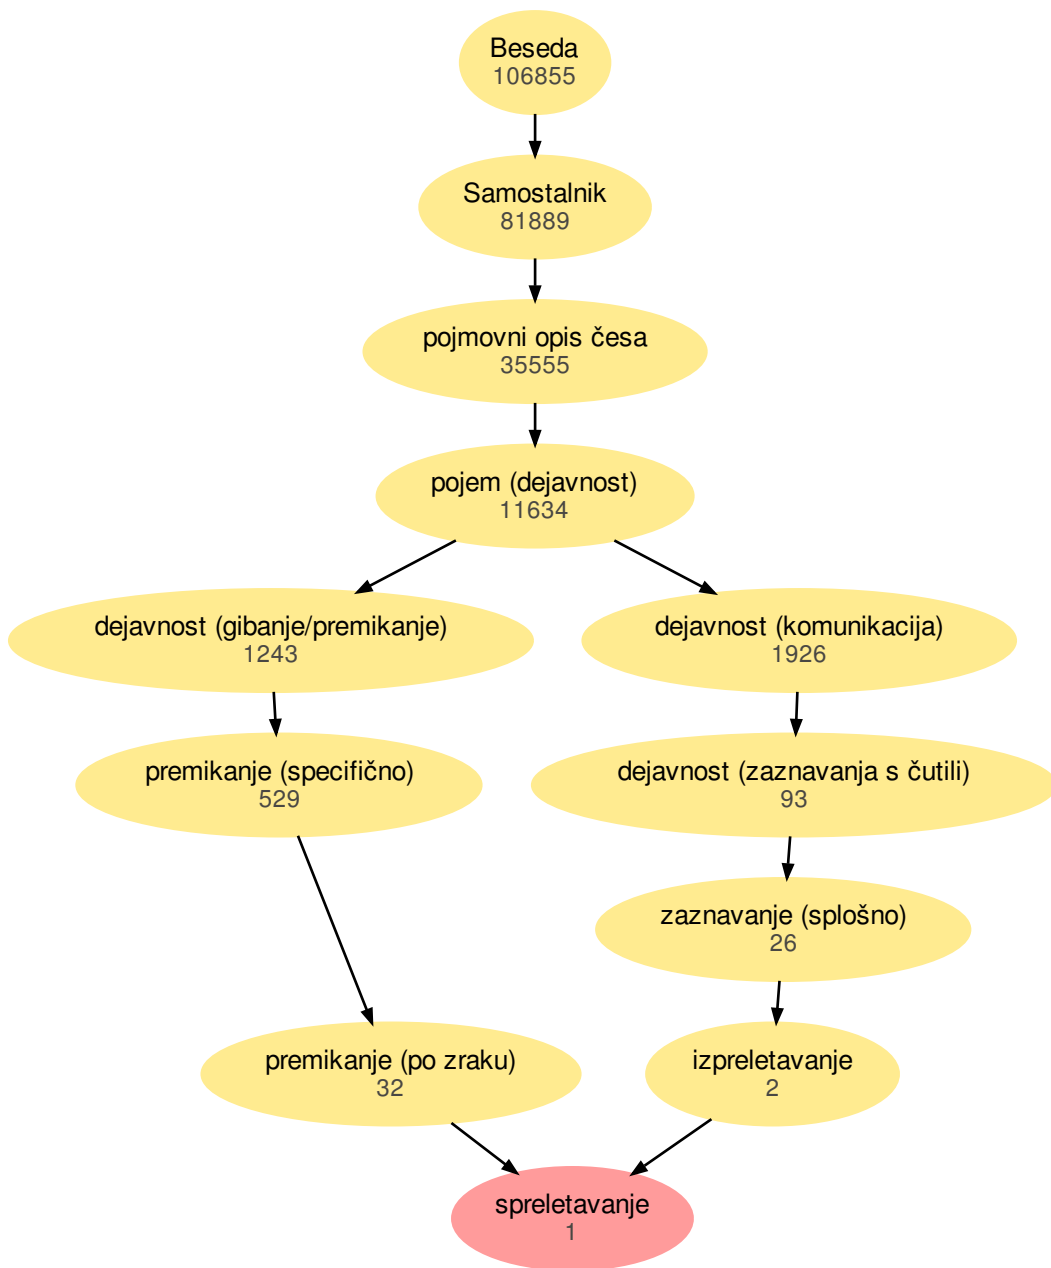 Beseda
106855
Samostalnik
81889
pojmovni opis česa
35555
pojem (dejavnost)
11634
dejavnost (gibanje/premikanje)
1243
dejavnost (komunikacija)
1926
premikanje (specifično)
529
dejavnost (zaznavanja s čutili)
93
zaznavanje (splošno)
26
premikanje (po zraku)
32
izpreletavanje
2
spreletavanje
1